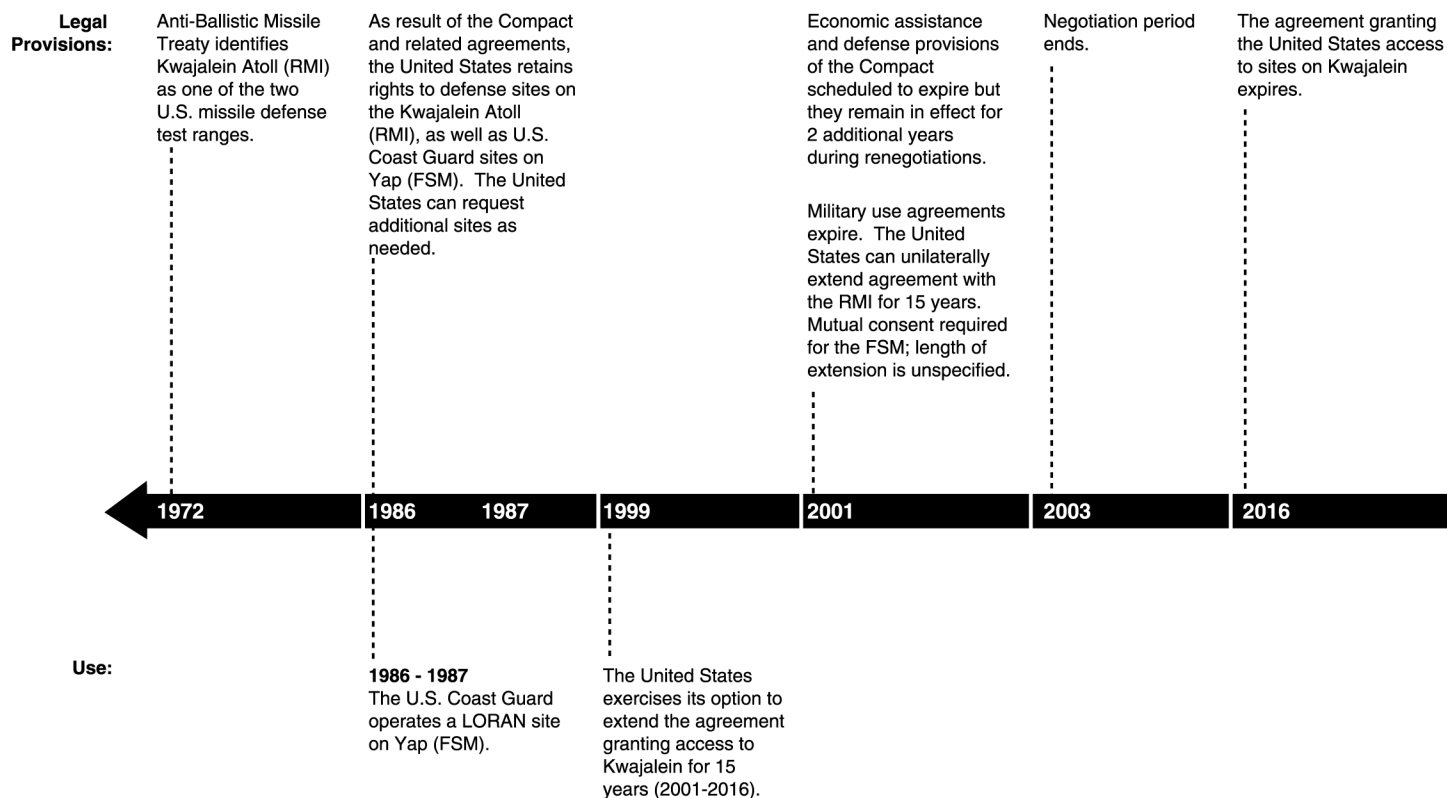 Legal
Provisions:
Anti-Ballistic Missile
Treaty identifies
Kwajalein Atoll (RMI)
as one of the two
U.S. missile defense
test ranges.
As result of the Compact
and related agreements,
the United States retains
rights to defense sites on
the Kwajalein Atoll
(RMI), as well as U.S.
Coast Guard sites on
Yap (FSM).  The United
States can request
additional sites as
needed.
Economic assistance
and defense provisions
of the Compact
scheduled to expire but
they remain in effect for
2 additional years
during renegotiations.
Military use agreements
expire.  The United
States can unilaterally
extend agreement with
the RMI for 15 years.
Mutual consent required
for the FSM; length of
extension is unspecified.
Negotiation period
ends.
The agreement granting
the United States access
to sites on Kwajalein
expires.
1972 1986 1987 1999 2001 2003 2016
Use:
1986 - 1987
The U.S. Coast Guard
operates a LORAN site
on Yap (FSM).
The United States
exercises its option to
extend the agreement
granting access to
Kwajalein for 15
years (2001-2016).